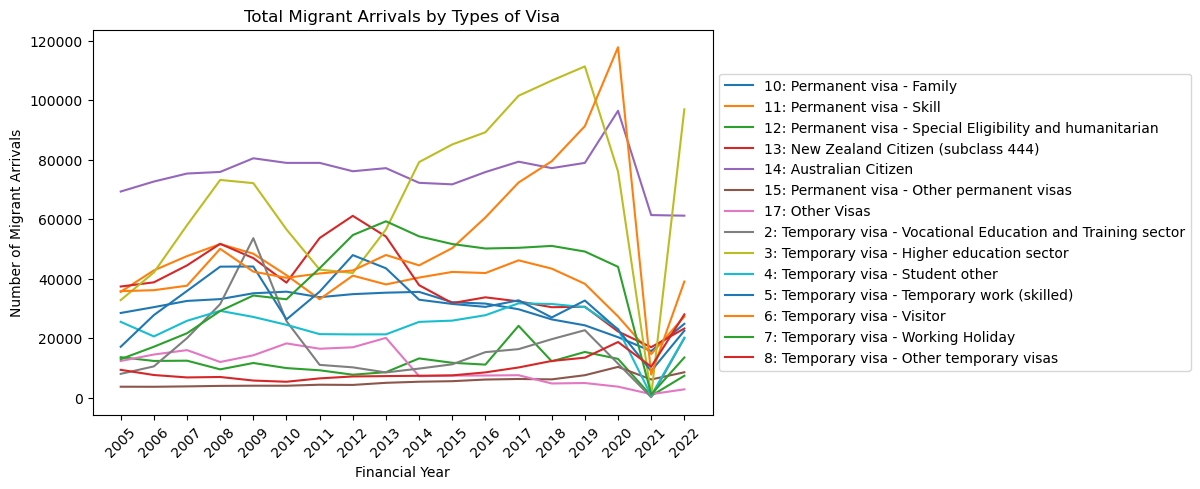 Total Migrant Arrivals by Types of Visa
Number of Migrant Arrivals
120000
100000
80000
60000
40000
20000
0
2005
2006
2007
2008
2009
2010
2011
2012
2013
2014
2015
2016
2017
2018
2019
2020
2021
2022
Financial Year
10: Permanent visa - Family
11: Permanent visa - Skill
12: Permanent visa - Special Eligibility and humanitarian
13: New Zealand Citizen (subclass 444)
14: Australian Citizen
15: Permanent visa - Other permanent visas
17: Other Visas
2: Temporary visa - Vocational Education and Training sector
3: Temporary visa - Higher education sector
4: Temporary visa - Student other
5: Temporary visa - Temporary work (skilled)
6: Temporary visa - Visitor
7: Temporary visa - Working Holiday
8: Temporary visa - Other temporary visas